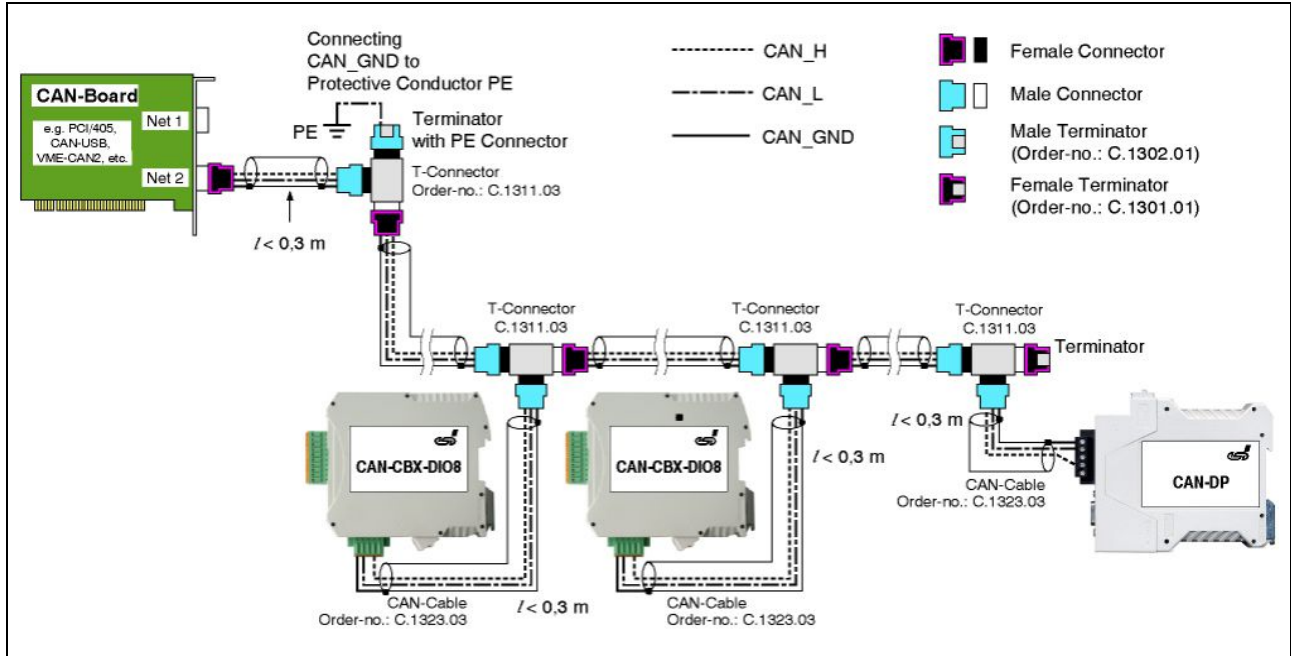 Connecting
CAN_GND to
Protective Conductor PE
CAN-Board
e.g. PCI/405,
CAN-USB,
VME-CAN2, etc.
Net 1
Net 2
PE
Terminator
with PE Connector
T-Connector
Order-no.: C.1311.03
l < 0,3 m
CAN_H
CAN_L
CAN_GND
Female Connector
Male Connector
Male Terminator
(Order-no.: C.1302.01)
Female Terminator
(Order-no.: C.1301.01)
T-Connector
C.1311.03
T-Connector
C.1311.03
T-Connector
C.1311.03
Terminator
esd
CAN-CBX-DIO8
CAN-Cable
Order-no.: C.1323.03
l < 0,3 m
esd
CAN-CBX-DIO8
CAN-Cable
Order-no.: C.1323.03
l < 0,3 m
l < 0,3 m
CAN-Cable
Order-no.: C.1323.03
esd
CAN-DP